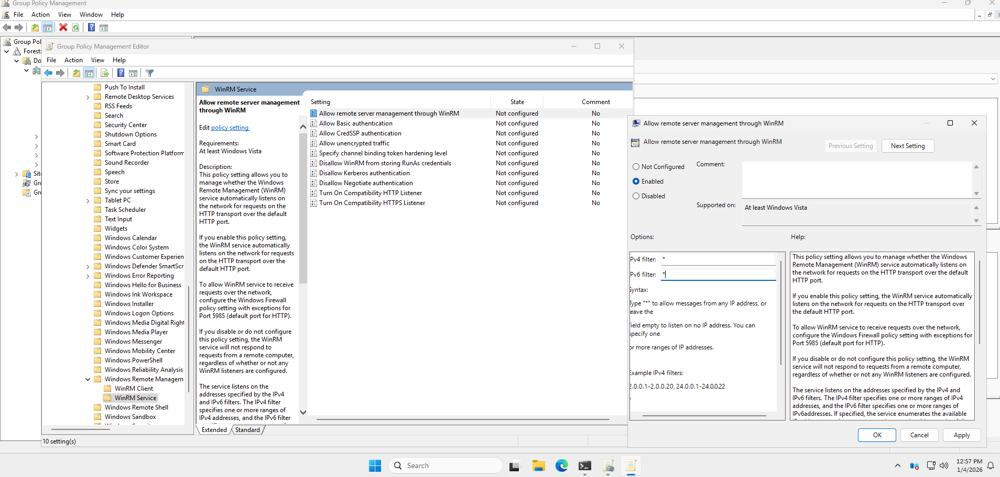 Group Policy Management
File Action View Window Help
Group Pol
Forest:
Do
Sit
Gr
Gr
Group Policy Management Editor
File Action View Help
Push To Install
Remote Desktop Services
RSS Feeds
Search
Security Center
Shutdown Options
Smart Card
Software Protection Platform
Sound Recorder
Speech
Store
Sync your settings
Tablet PC
Task Scheduler
Text Input
Widgets
Windows Calendar
Windows Color System
Windows Customer Experien
Windows Defender SmartScr
Windows Error Reporting
Windows Hello for Business
Windows Ink Workspace
Windows Installer
Windows Logon Options
Windows Media Digital Right
Windows Media Player
Windows Messenger
Windows Mobility Center
Windows PowerShell
Windows Reliability Analysis
Windows Remote Managem
WinRM Client
WinRM Service
Windows Remote Shell
Windows Sandbox
WinRM Service
Allow remote server management
through WinRM
Edit policy setting
Requirements:
At least Windows Vista
Description:
This policy setting allows you to
manage whether the Windows
Remote Management (WinRM)
service automatically listens on
the network for requests on the
HTTP transport over the default
HTTP port.
If you enable this policy setting,
the WinRM service automatically
listens on the network for requests
on the HTTP transport over the
default HTTP port.
To allow WinRM service to receive
requests over the network,
configure the Windows Firewall
policy setting with exceptions for
Port 5985 (default port for HTTP).
If you disable or do not configure
this policy setting, the WinRM
service will not respond to
requests from a remote computer,
regardless of whether or not any
WinRM listeners are configured.
The service listens on the
addresses specified by the IPv4
and IPv6 filters. The IPv4 filter
specifies one or more ranges of
IPv4 addresses, and the IPv6 filter
Setting State Comment
Allow remote server management through WinRM Not configured No
Allow Basic authentication Not configured No
Allow CredSSP authentication Not configured No
Allow unencrypted traffic Not configured No
Specify channel binding token hardening level Not configured No
Disallow WinRM from storing RunAs credentials Not configured No
Disallow Kerberos authentication Not configured No
Disallow Negotiate authentication Not configured No
Turn On Compatibility HTTP Listener Not configured No
Turn On Compatibility HTTPS Listener Not configured No
Extended Standard
10 setting(s)
Allow remote server management through WinRM
Allow remote server management through WinRM
Previous Setting Next Setting
Not Configured
Enabled
Disabled
Comment:
Supported on:
At least Windows Vista
Options:
Pv4 filter: *
Pv6 filter: *
Syntax:
Type "*" to allow messages from any IP address, or
leave the
field empty to listen on no IP address. You can
specify one
or more ranges of IP addresses.
Example IPv4 filters:
2.0.0.1-2.0.0.20, 24.0.0.1-24.0.0.22
*
Help:
This policy setting allows you to manage whether the Windows
Remote Management (WinRM) service automatically listens on
the network for requests on the HTTP transport over the default
HTTP port.
If you enable this policy setting, the WinRM service automatically
listens on the network for requests on the HTTP transport over
the default HTTP port.
To allow WinRM service to receive requests over the network,
configure the Windows Firewall policy setting with exceptions for
Port 5985 (default port for HTTP).
If you disable or do not configure this policy setting, the WinRM
service will not respond to requests from a remote computer,
regardless of whether or not any WinRM listeners are configured.
The service listens on the addresses specified by the IPv4 and
IPv6 filters. The IPv4 filter specifies one or more ranges of IPv4
addresses, and the IPv6 filter specifies one or more ranges of
IPv6addresses. If specified, the service enumerates the available
OK Cancel Apply
Search
12:57 PM
1/4/2026